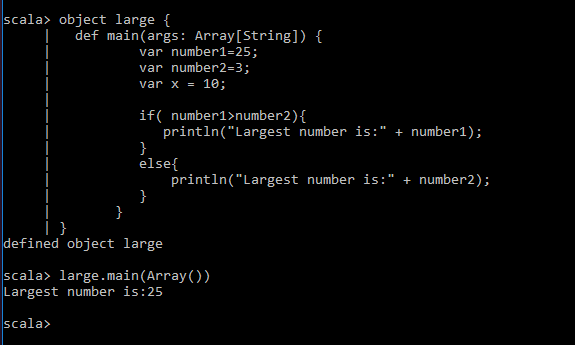 scala> object large {
     |   def main(args: Array[String]) {
     |           var number1=25;
     |           var number2=3;
     |           var x = 10;
     |
     |           if( number1>number2){
     |              println("Largest number is:" + number1);
     |           }
     |           else{
     |               println("Largest number is:" + number2);
     |           }
     |        }
     | }
defined object large
scala> large.main(Array())
Largest number is:25
scala>